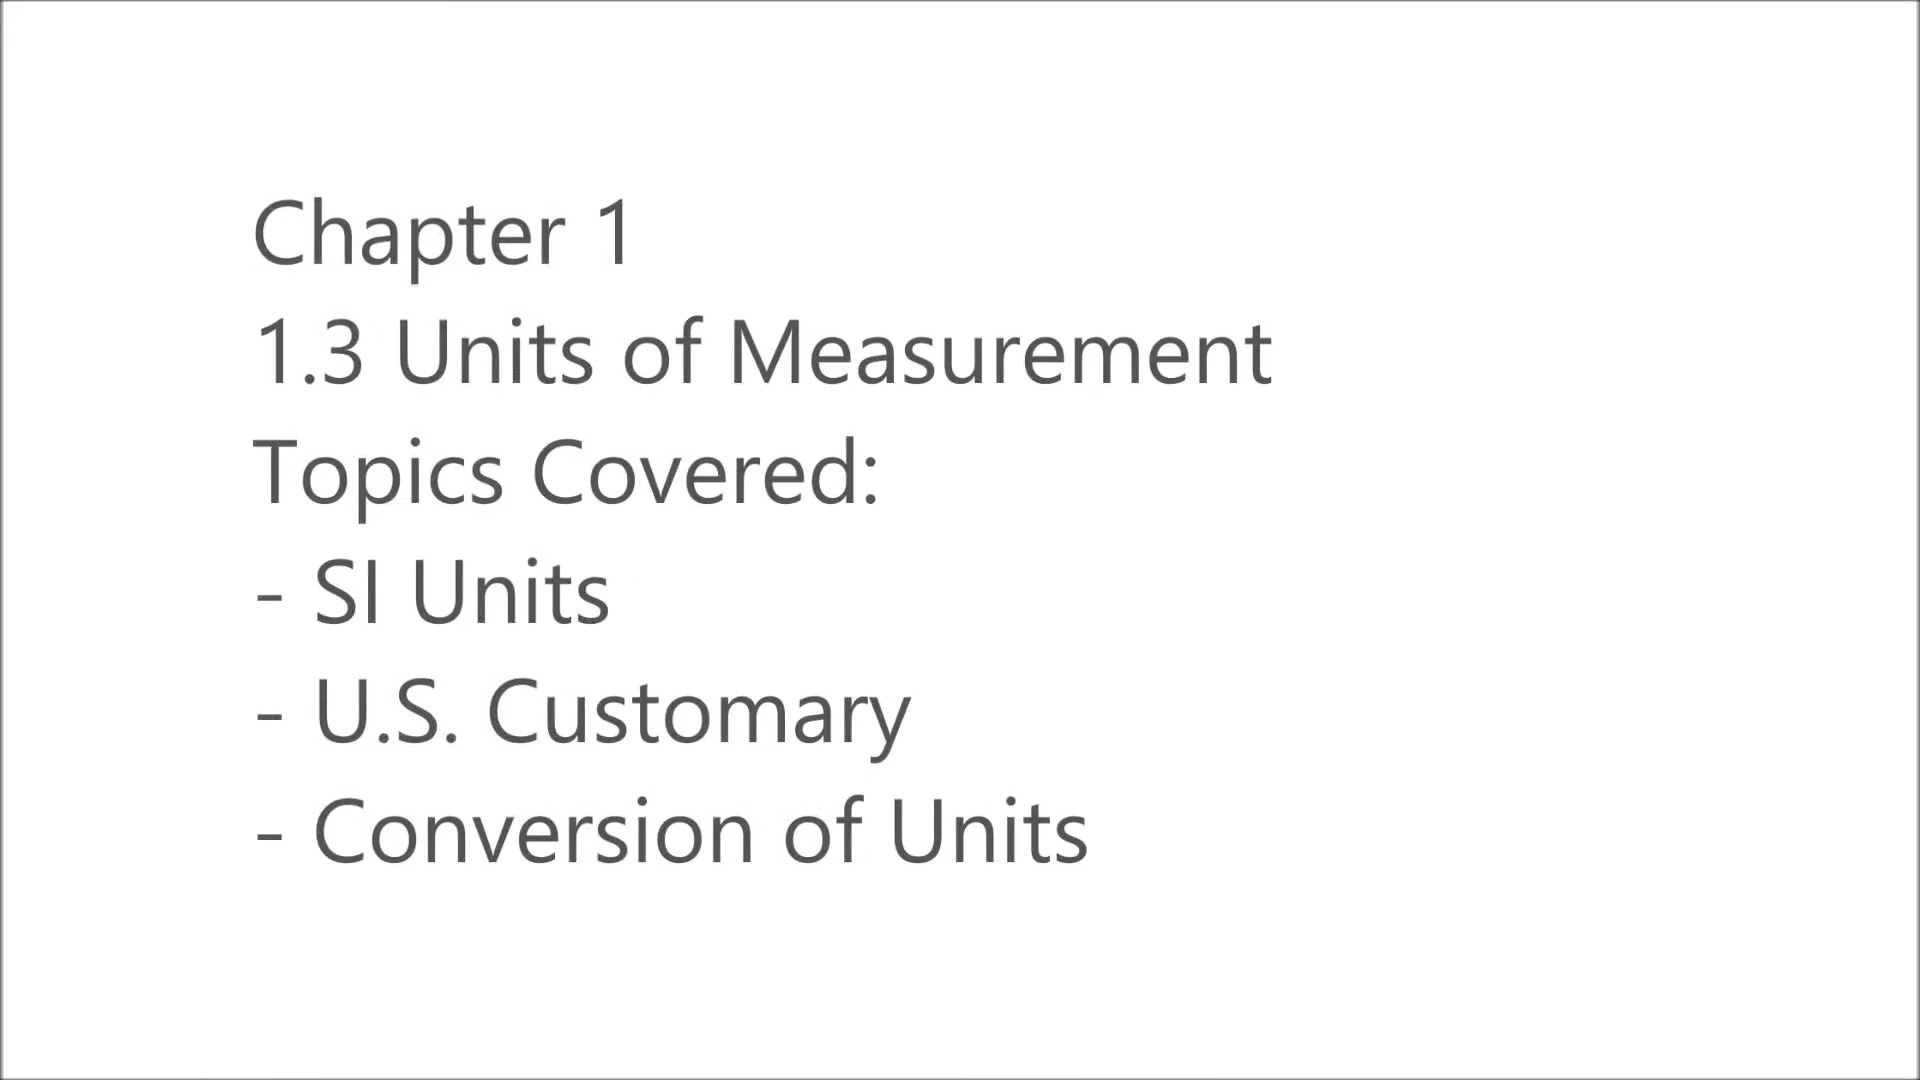 Chapter 1
1.3 Units of Measurement
Topics Covered:
- SI Units
- U.S. Customary
- Conversion of Units